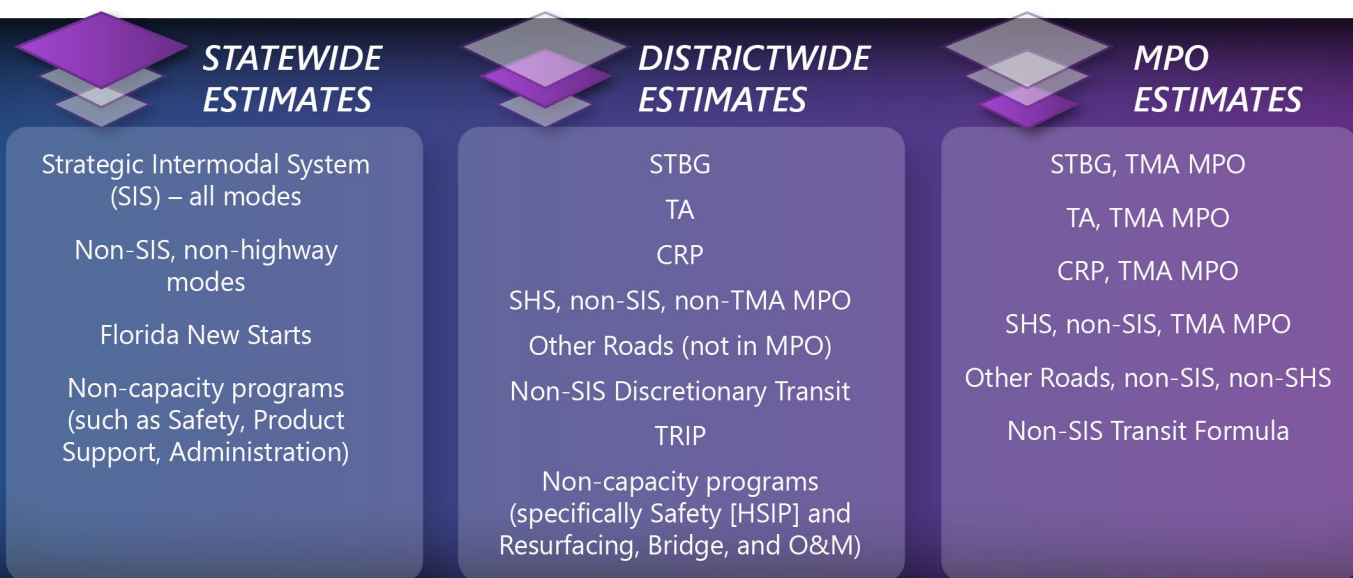 STATEWIDE
ESTIMATES
Strategic Intermodal System
(SIS) – all modes
Non-SIS, non-highway
modes
Florida New Starts
Non-capacity programs
(such as Safety, Product
Support, Administration)
DISTRICTWIDE
ESTIMATES
STBG
TA
CRP
SHS, non-SIS, non-TMA MPO
Other Roads (not in MPO)
Non-SIS Discretionary Transit
TRIP
Non-capacity programs
(specifically Safety [HSIP] and
Resurfacing, Bridge, and O&M)
MPO
ESTIMATES
STBG, TMA MPO
TA, TMA MPO
CRP, TMA MPO
SHS, non-SIS, TMA MPO
Other Roads, non-SIS, non-SHS
Non-SIS Transit Formula